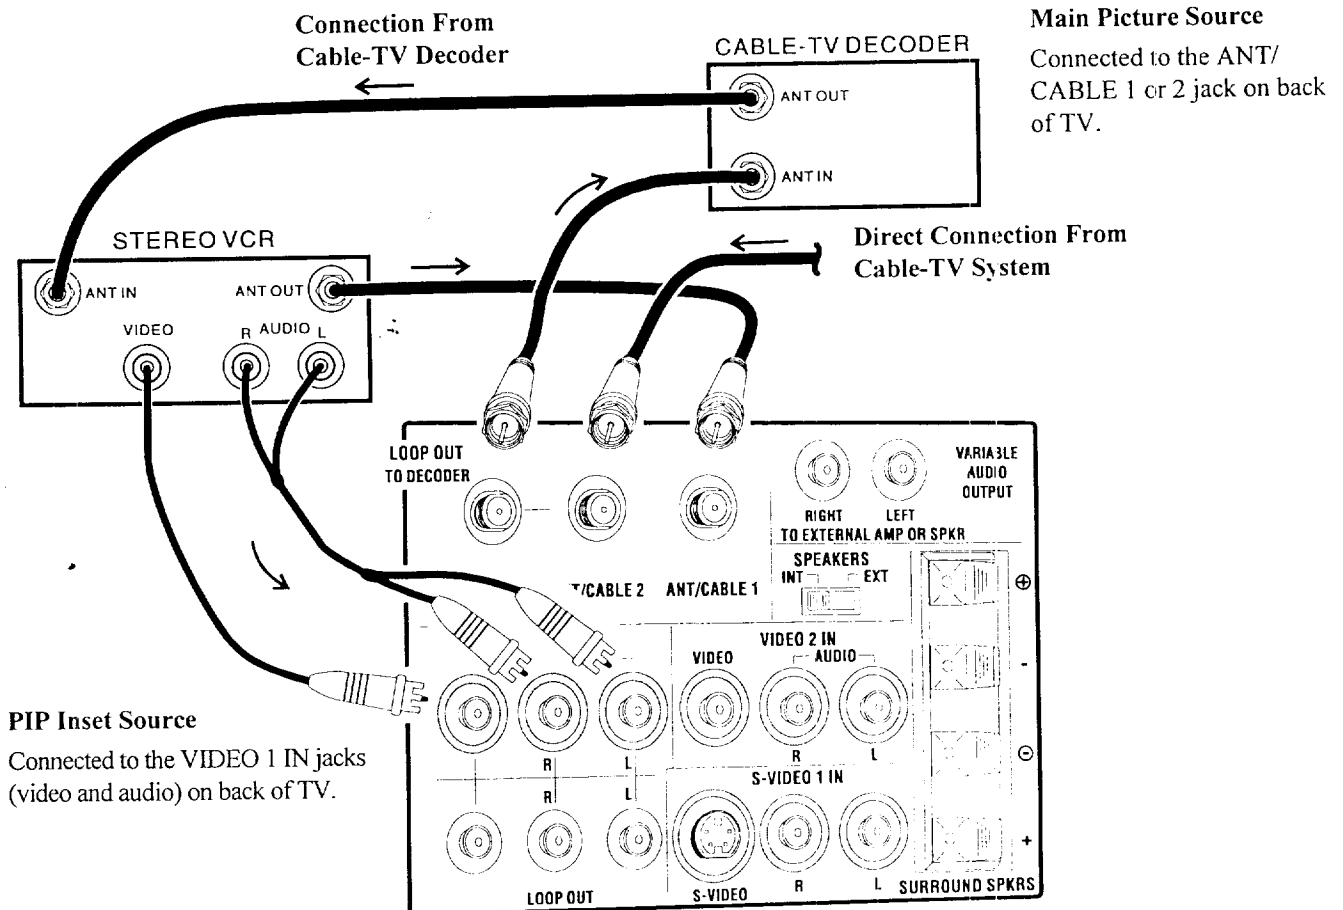 Connection From
Cable-TV Decoder
Main Picture Source
Connected to the ANT/
CABLE 1 or 2 jack on back
of TV.
CABLE-TV DECODER
ANT OUT
ANT IN
Direct Connection From
Cable-TV System
STEREO VCR
ANT IN
ANT OUT
VIDEO
R AUDIO L
LOOP OUT
TO DECODER
VARIABLE
AUDIO
OUTPUT
RIGHT LEFT
TO EXTERNAL AMP OR SPKR
SPEAKERS
INT EXT
T/CABLE 2 ANT/CABLE 1
VIDEO 2 IN
VIDEO AUDIO
R L
R L
PIP Inset Source
Connected to the VIDEO 1 IN jacks
(video and audio) on back of TV.
S-VIDEO 1 IN
R L
LOOP OUT
S-VIDEO R L
SURROUND SPKRS
⊕
-
⊖
+